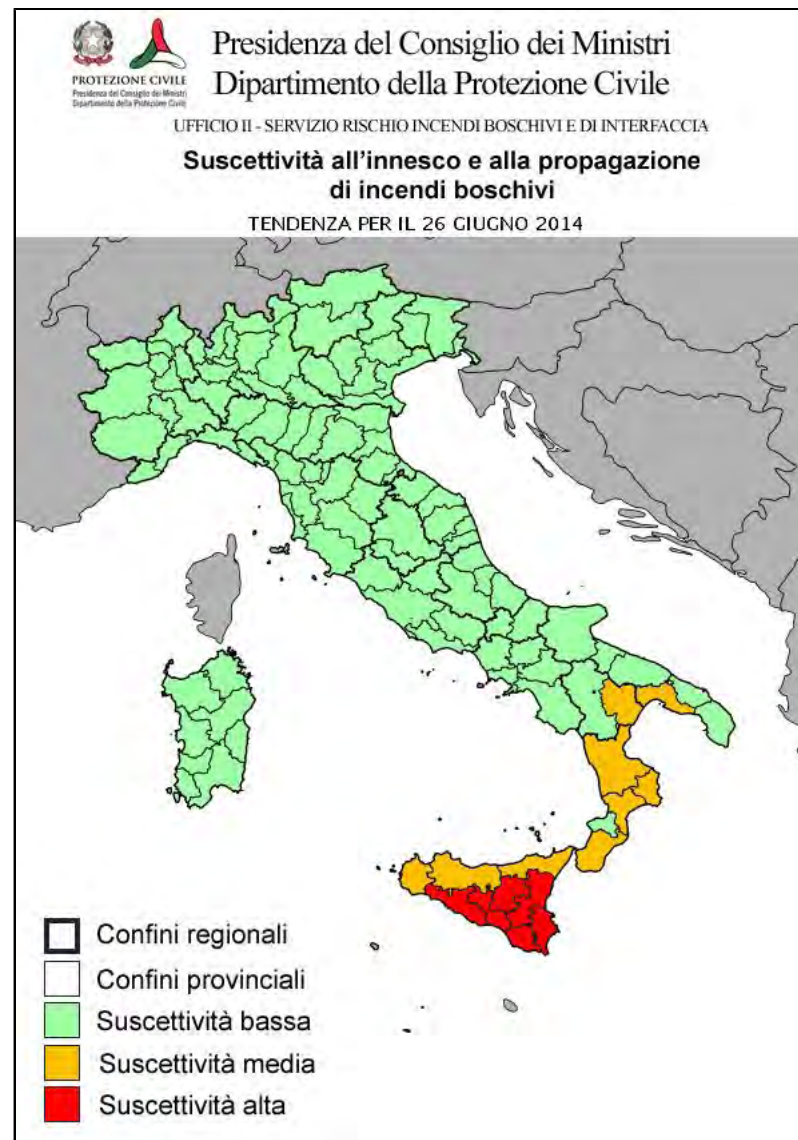 PROTEZIONE CIVILE
Presidenza del Consiglio dei Ministri
Dipartimento della Protezione Civile
Presidenza del Consiglio dei Ministri
Dipartimento della Protezione Civile
UFFICIO II - SERVIZIO RISCHIO INCENDI BOSCHIVI E DI INTERFACCIA
Suscettività all'innesco e alla propagazione
di incendi boschivi
TENDENZA PER IL 26 GIUGNO 2014
Confini regionali
Confini provinciali
Suscettività bassa
Suscettività media
Suscettività alta